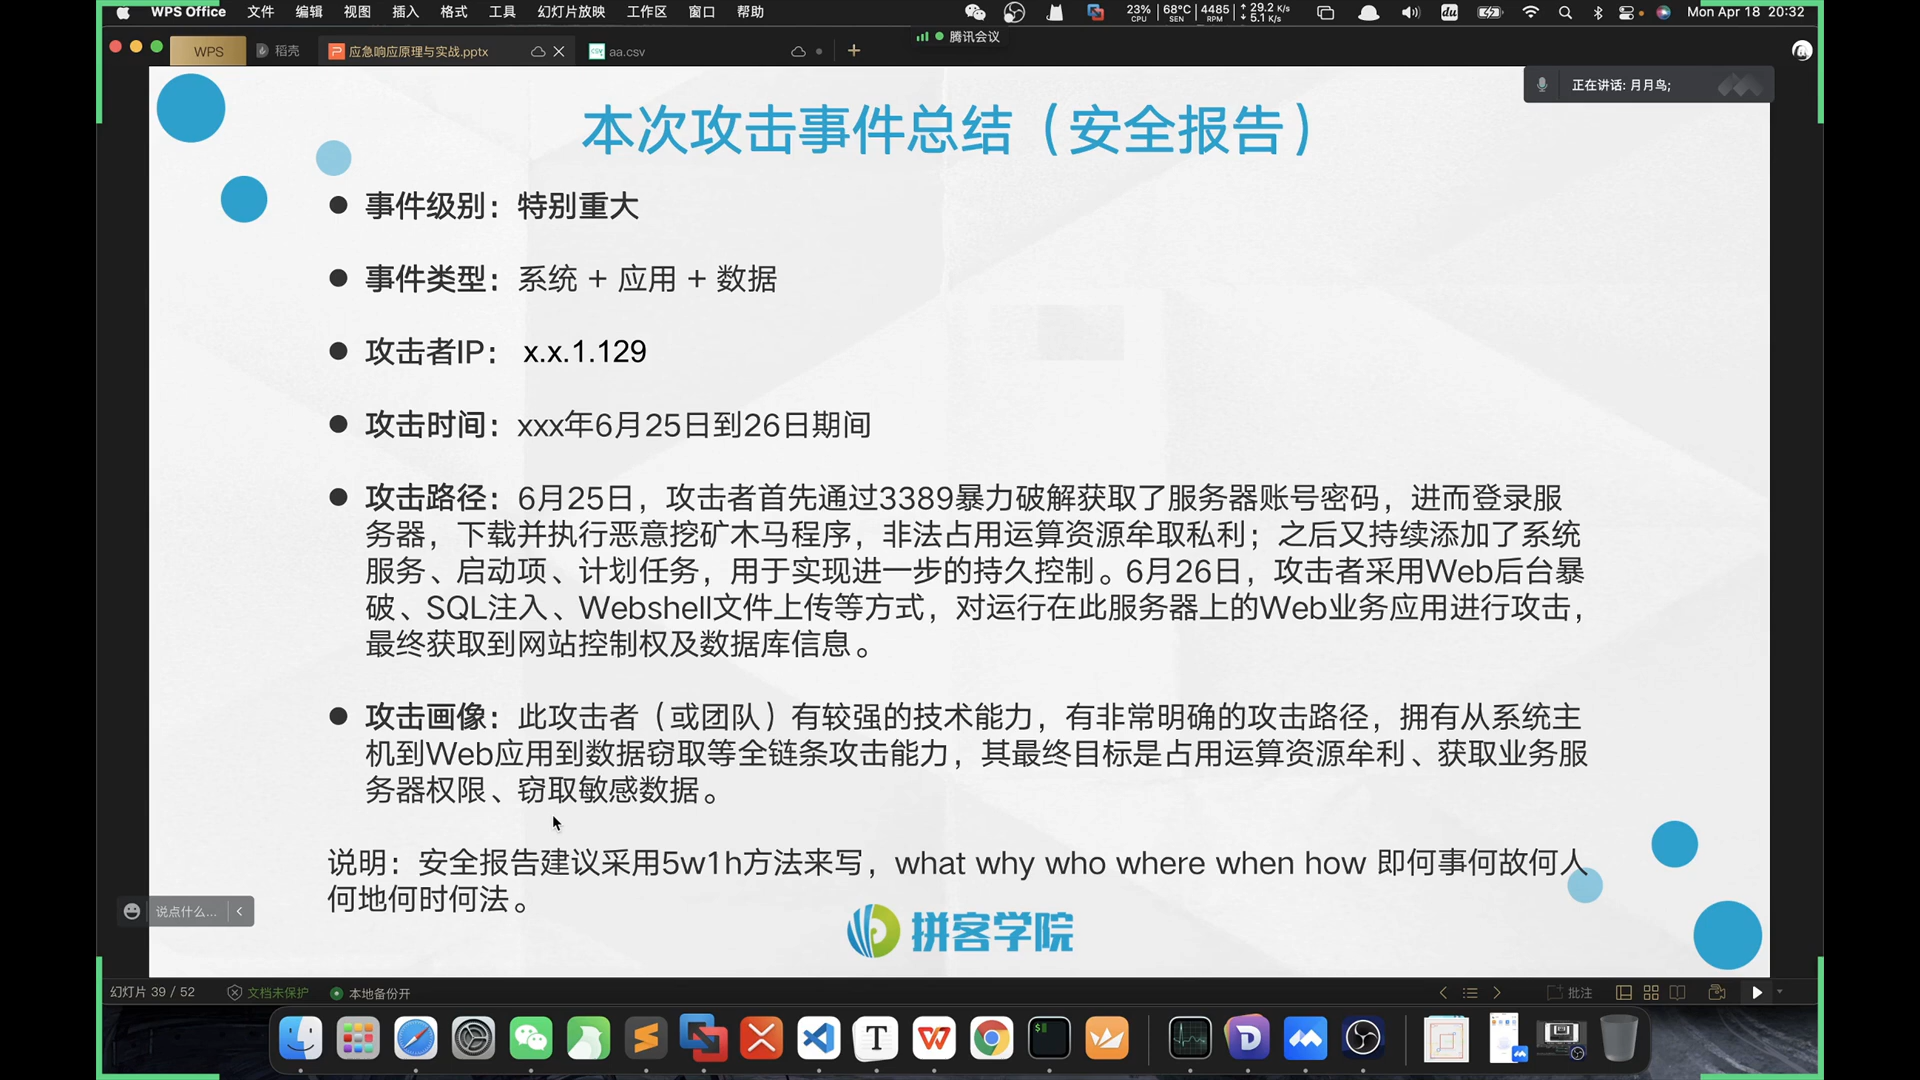 WPS Office 文件 编辑 视图 插入 格式 工具 幻灯片放映 工作区 窗口 帮助
23% CPU 68°C SEN 4485 RPM ↑ 29.2 K/s ↓ 5.1 K/s
du
Mon Apr 18 20:32
WPS 稻壳 应急响应原理与实战.pptx aa.csv
腾讯会议
正在讲话: 月月鸟;
本次攻击事件总结（安全报告）
● 事件级别：特别重大
● 事件类型：系统 + 应用 + 数据
● 攻击者IP： x.x.1.129
● 攻击时间：xxx年6月25日到26日期间
● 攻击路径：6月25日，攻击者首先通过3389暴力破解获取了服务器账号密码，进而登录服
务器，下载并执行恶意挖矿木马程序，非法占用运算资源牟取私利；之后又持续添加了系统
服务、启动项、计划任务，用于实现进一步的持久控制。6月26日，攻击者采用Web后台暴
破、SQL注入、Webshell文件上传等方式，对运行在此服务器上的Web业务应用进行攻击，
最终获取到网站控制权及数据库信息。
● 攻击画像：此攻击者（或团队）有较强的技术能力，有非常明确的攻击路径，拥有从系统主
机到Web应用到数据窃取等全链条攻击能力，其最终目标是占用运算资源牟利、获取业务服
务器权限、窃取敏感数据。
说明：安全报告建议采用5w1h方法来写，what why who where when how 即何事何故何人
何地何时何法。
说点什么...
拼客学院
幻灯片 39 / 52 文档未保护 本地备份开 批注